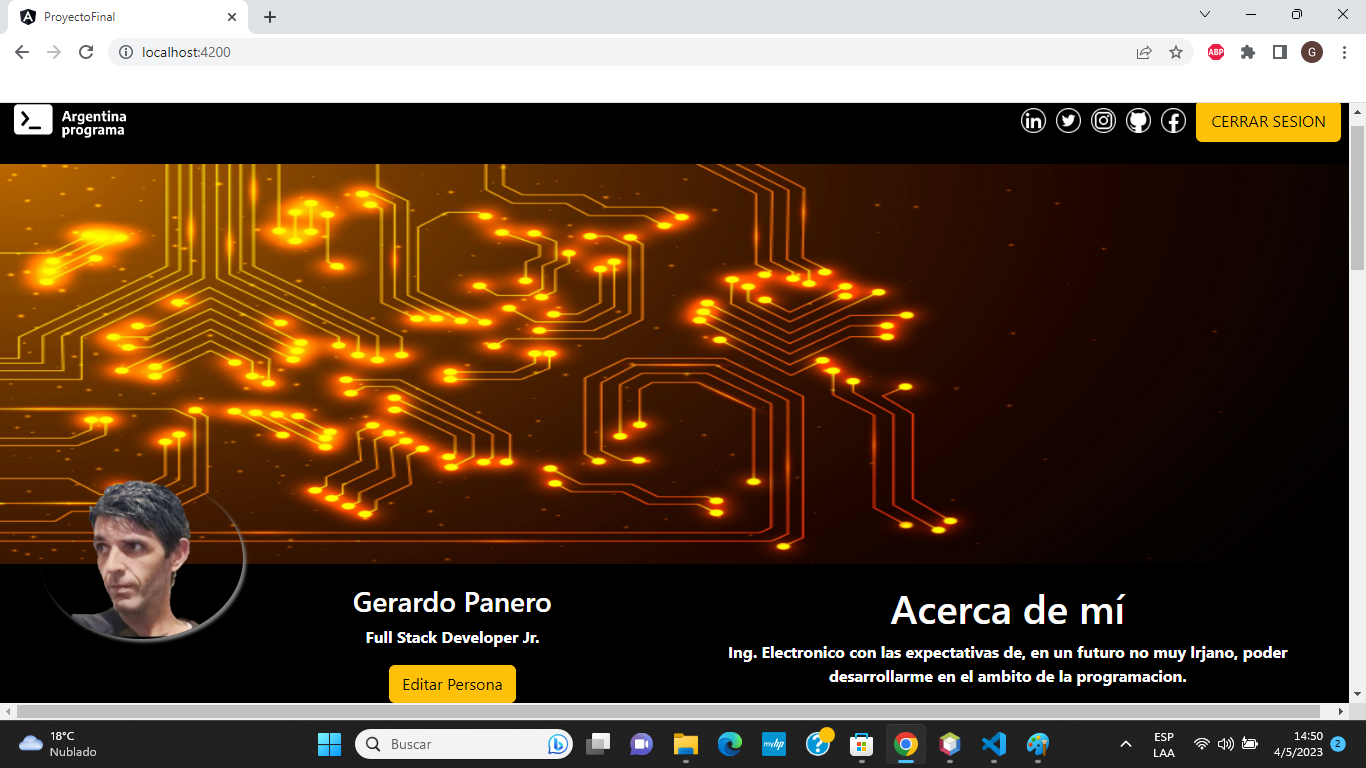 ProyectoFinal
localhost:4200
ABP
G
Argentina
programa
CERRAR SESION
Gerardo Panero
Full Stack Developer Jr.
Editar Persona
Acerca de mí
Ing. Electronico con las expectativas de, en un futuro no muy lrjano, poder
desarrollarme en el ambito de la programacion.
18°C
Nublado
Buscar
myhp
ESP
LAA
14:50
4/5/2023
2